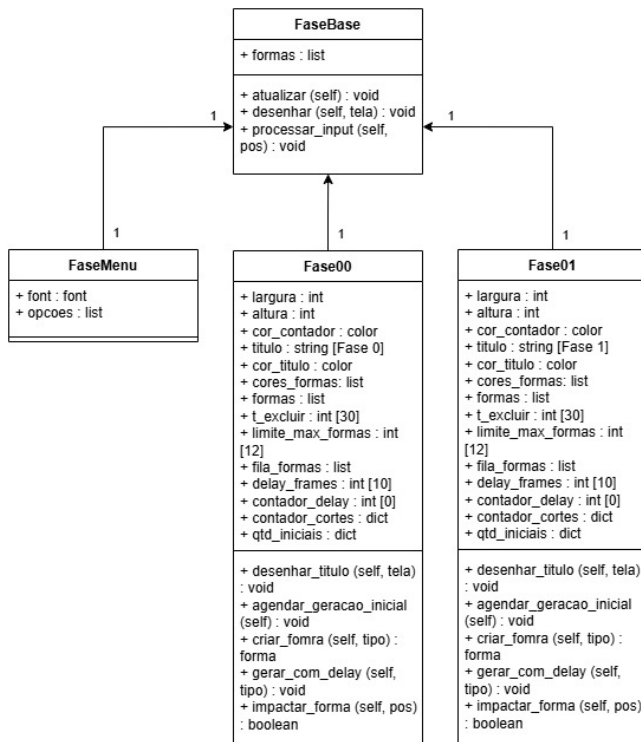 FaseBase
+ formas : list
+ atualizar (self) : void
+ desenhar (self, tela) : void
+ processar_input (self,
pos) : void
1
1
1
1
1
FaseMenu
+ font : font
+ opcoes : list
Fase00
+ largura : int
+ altura : int
+ cor_contador : color
+ titulo : string [Fase 0]
+ cor_titulo : color
+ cores_formas: list
+ formas : list
+ t_excluir : int [30]
+ limite_max_formas : int
[12]
+ fila_formas : list
+ delay_frames : int [10]
+ contador_delay : int [0]
+ contador_cortes : dict
+ qtd_iniciais : dict
+ desenhar_titulo (self, tela)
: void
+ agendar_geracao_inicial
(self) : void
+ criar_fomra (self, tipo) :
forma
+ gerar_com_delay (self,
tipo) : void
+ impactar_forma (self, pos)
: boolean
Fase01
+ largura : int
+ altura : int
+ cor_contador : color
+ titulo : string [Fase 1]
+ cor_titulo : color
+ cores_formas: list
+ formas : list
+ t_excluir : int [30]
+ limite_max_formas : int
[12]
+ fila_formas : list
+ delay_frames : int [10]
+ contador_delay : int [0]
+ contador_cortes : dict
+ qtd_iniciais : dict
+ desenhar_titulo (self, tela)
: void
+ agendar_geracao_inicial
(self) : void
+ criar_fomra (self, tipo) :
forma
+ gerar_com_delay (self,
tipo) : void
+ impactar_forma (self, pos)
: boolean